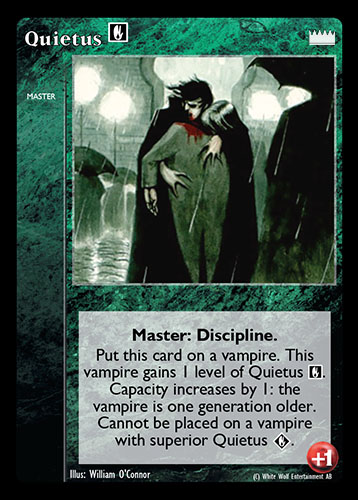 Quietus
MASTER
Master: Discipline.
Put this card on a vampire. This
vampire gains 1 level of Quietus .
Capacity increases by 1: the
vampire is one generation older.
Cannot be placed on a vampire
with superior Quietus .
+1
Illus: William O'Connor
(C) White Wolf Entertainment AB